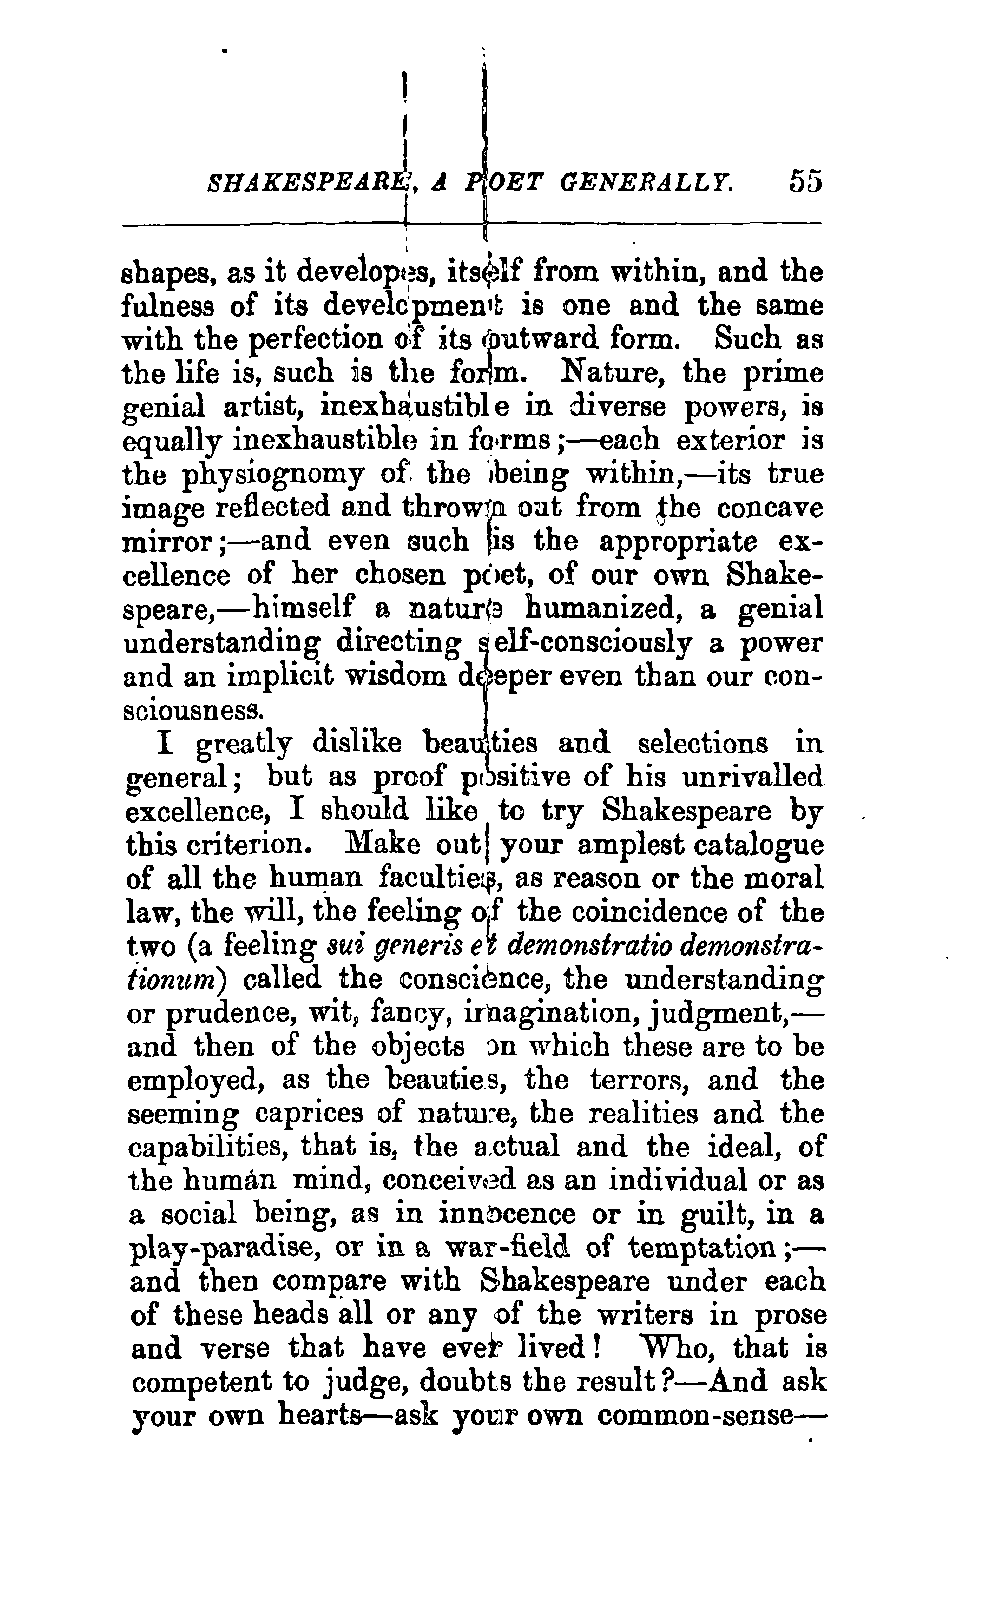 SHAKESPEARE, A POET GENERALLY. 55
shapes, as it developes, itself from within, and the
fulness of its development is one and the same
with the perfection of its outward form. Such as
the life is, such is the form. Nature, the prime
genial artist, inexhaustible in diverse powers, is
equally inexhaustible in forms;—each exterior is
the physiognomy of the being within,—its true
image reflected and thrown out from the concave
mirror;—and even such is the appropriate ex-
cellence of her chosen poet, of our own Shake-
speare,—himself a nature humanized, a genial
understanding directing self-consciously a power
and an implicit wisdom deeper even than our con-
sciousness.
I greatly dislike beauties and selections in
general; but as proof positive of his unrivalled
excellence, I should like to try Shakespeare by
this criterion. Make out your amplest catalogue
of all the human faculties, as reason or the moral
law, the will, the feeling of the coincidence of the
two (a feeling sui generis et demonstratio demonstra-
tionum) called the conscience, the understanding
or prudence, wit, fancy, imagination, judgment,—
and then of the objects on which these are to be
employed, as the beauties, the terrors, and the
seeming caprices of nature, the realities and the
capabilities, that is, the actual and the ideal, of
the human mind, conceived as an individual or as
a social being, as in innocence or in guilt, in a
play-paradise, or in a war-field of temptation;—
and then compare with Shakespeare under each
of these heads all or any of the writers in prose
and verse that have ever lived! Who, that is
competent to judge, doubts the result?—And ask
your own hearts—ask your own common-sense—